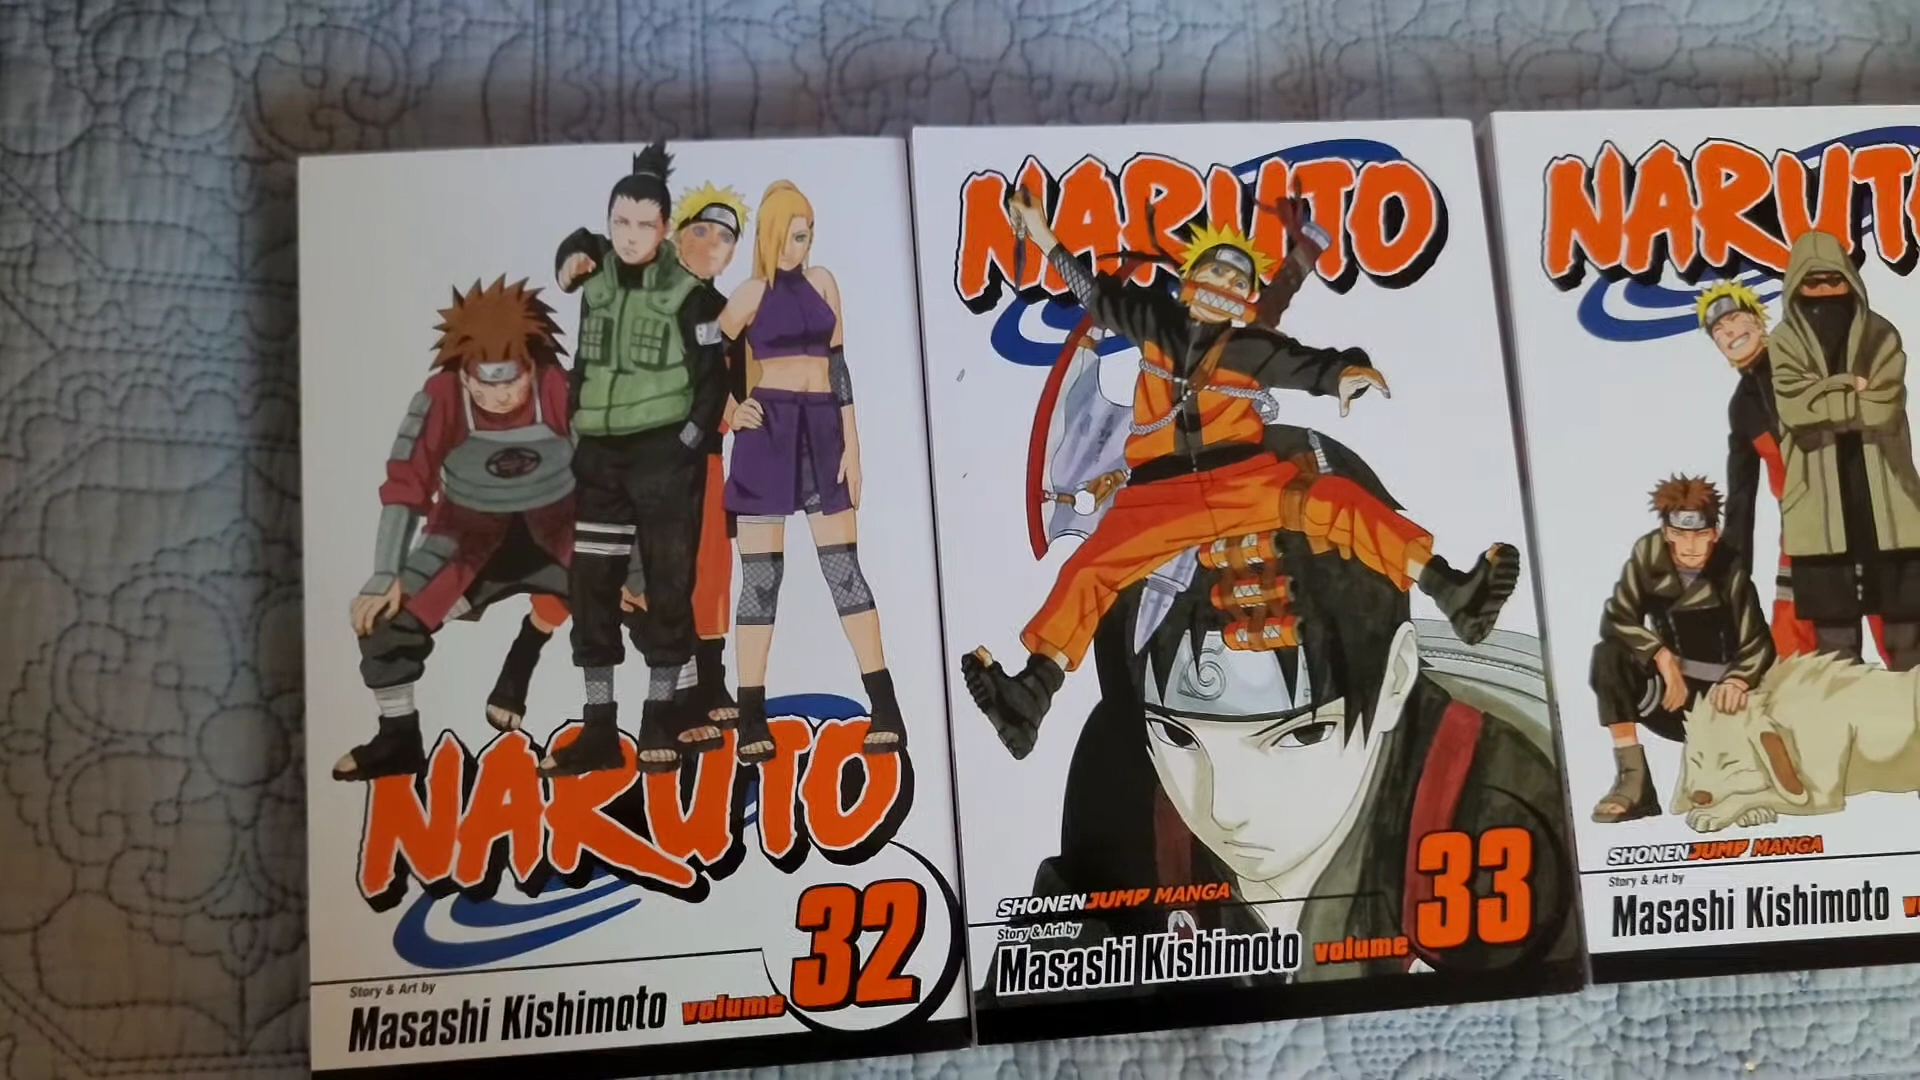 NARUTO
Story & Art by
Masashi Kishimoto volume 32
NARUTO
SHONEN JUMP MANGA
Story & Art by
Masashi Kishimoto volume 33
SHONEN JUMP MANGA
Story & Art by
Masashi Kishimoto